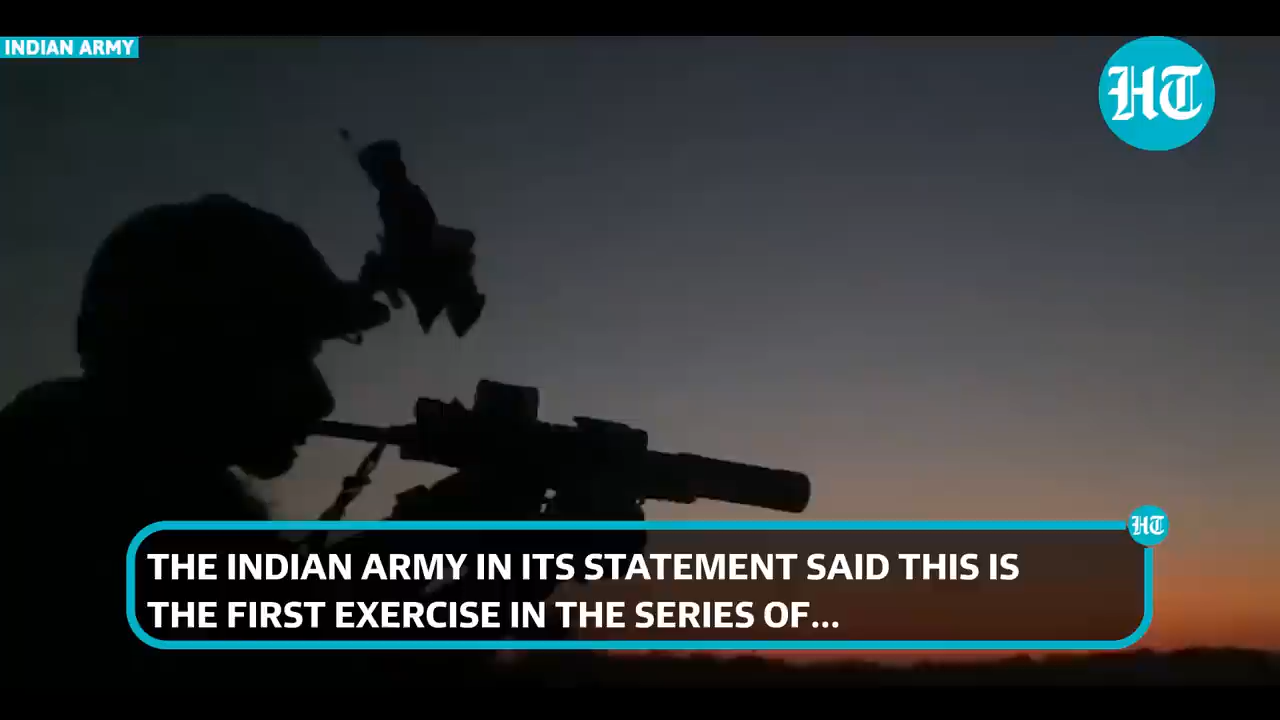 INDIAN ARMY
HT
HT
THE INDIAN ARMY IN ITS STATEMENT SAID THIS IS
THE FIRST EXERCISE IN THE SERIES OF...